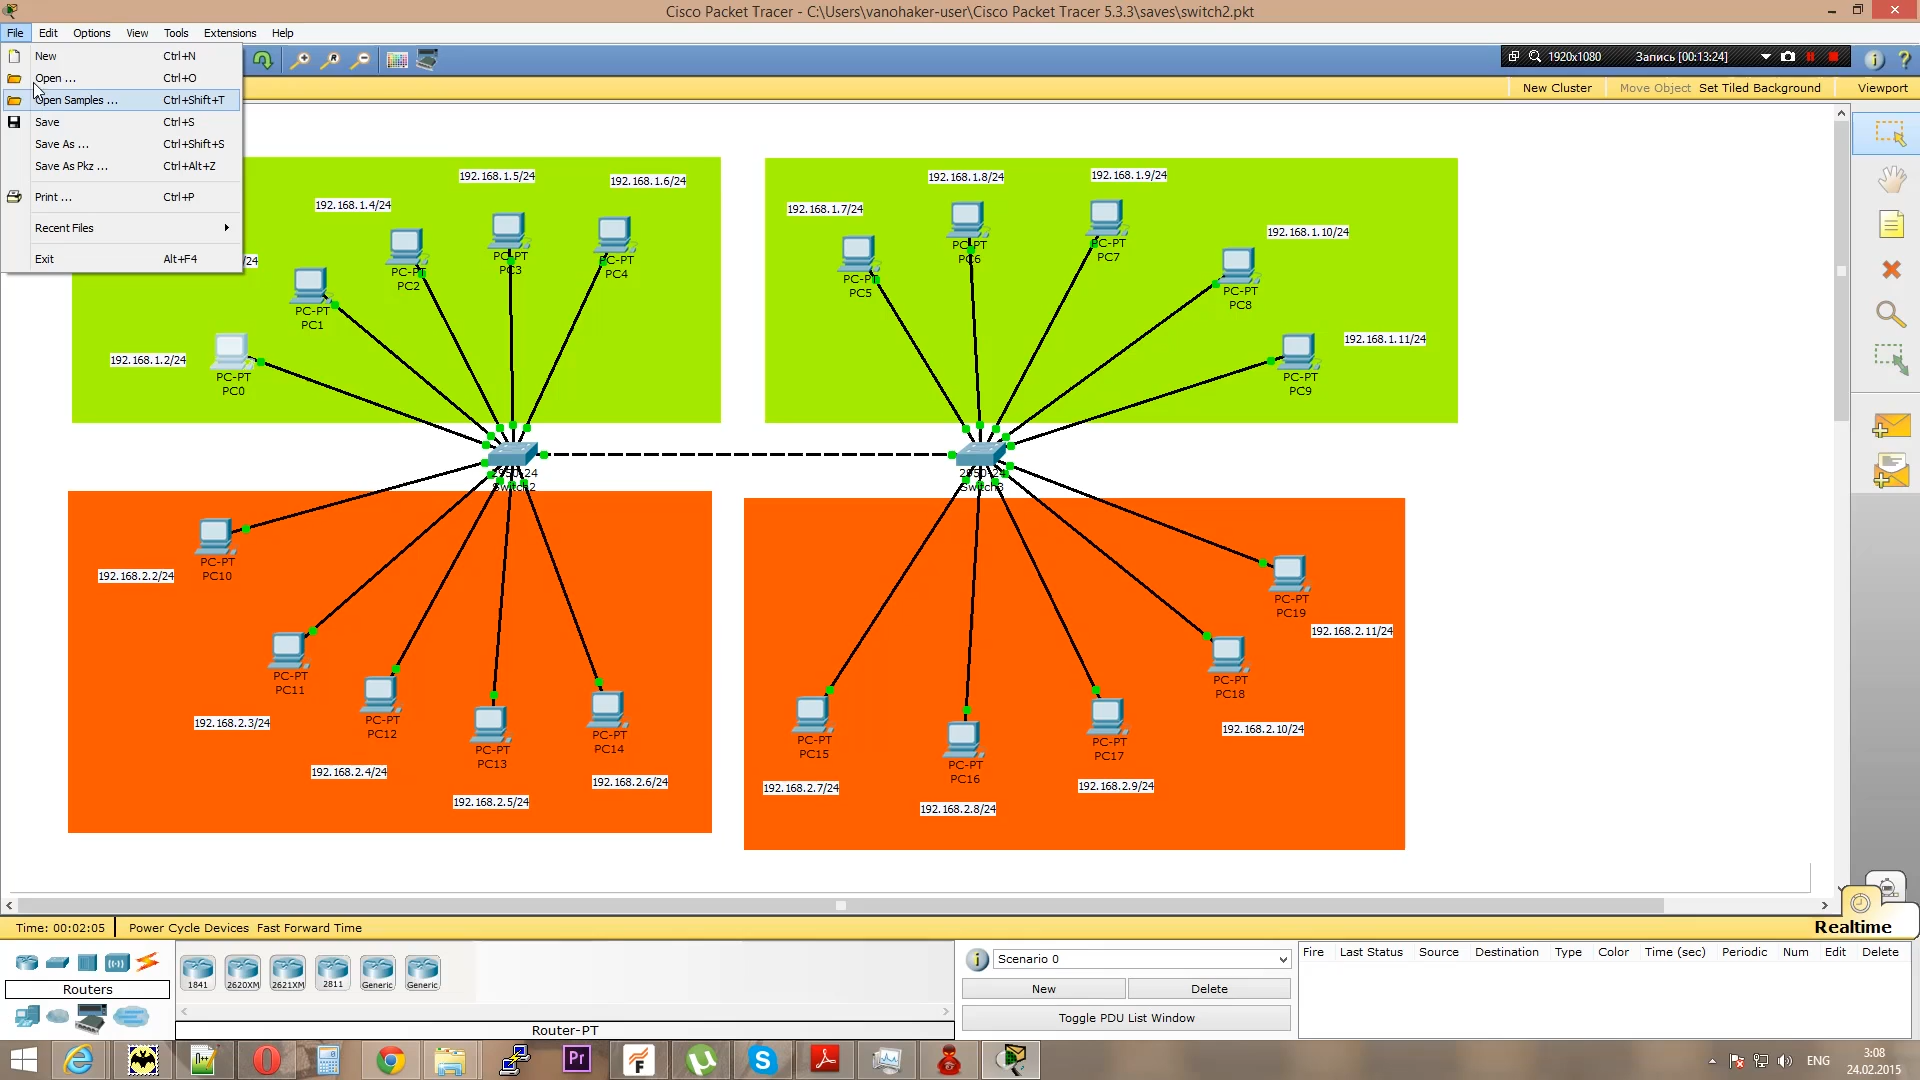 Cisco Packet Tracer - C:\Users\vanohaker-user\Cisco Packet Tracer 5.3.3\saves\switch2.pkt
File Edit Options View Tools Extensions Help
New Ctrl+N
Open ... Ctrl+O
Open Samples ... Ctrl+Shift+T
Save Ctrl+S
Save As ... Ctrl+Shift+S
Save As Pkz ... Ctrl+Alt+Z
Print ... Ctrl+P
Recent Files
Exit Alt+F4
1920x1080 Запись [00:13:24]
New Cluster Move Object Set Tiled Background Viewport
192.168.1.5/24
192.168.1.6/24
192.168.1.4/24
/24
PC-PT
PC3
PC-PT
PC4
PC-PT
PC2
PC-PT
PC1
192.168.1.2/24
PC-PT
PC0
192.168.1.8/24
192.168.1.9/24
192.168.1.7/24
192.168.1.10/24
PC-PT
PC6
PC-PT
PC7
PC-PT
PC5
PC-PT
PC8
192.168.1.11/24
PC-PT
PC9
2950-24
Switch2
2950-24
Switch3
PC-PT
PC10
192.168.2.2/24
PC-PT
PC11
192.168.2.3/24
PC-PT
PC12
192.168.2.4/24
PC-PT
PC13
192.168.2.5/24
PC-PT
PC14
192.168.2.6/24
PC-PT
PC19
192.168.2.11/24
PC-PT
PC18
192.168.2.10/24
PC-PT
PC15
192.168.2.7/24
PC-PT
PC16
192.168.2.8/24
PC-PT
PC17
192.168.2.9/24
Time: 00:02:05 Power Cycle Devices Fast Forward Time Realtime
Routers
1841 2620XM 2621XM 2811 Generic Generic
Router-PT
Scenario 0
New Delete
Toggle PDU List Window
Fire Last Status Source Destination Type Color Time (sec) Periodic Num Edit Delete
Pr
ENG
3:08
24.02.2015